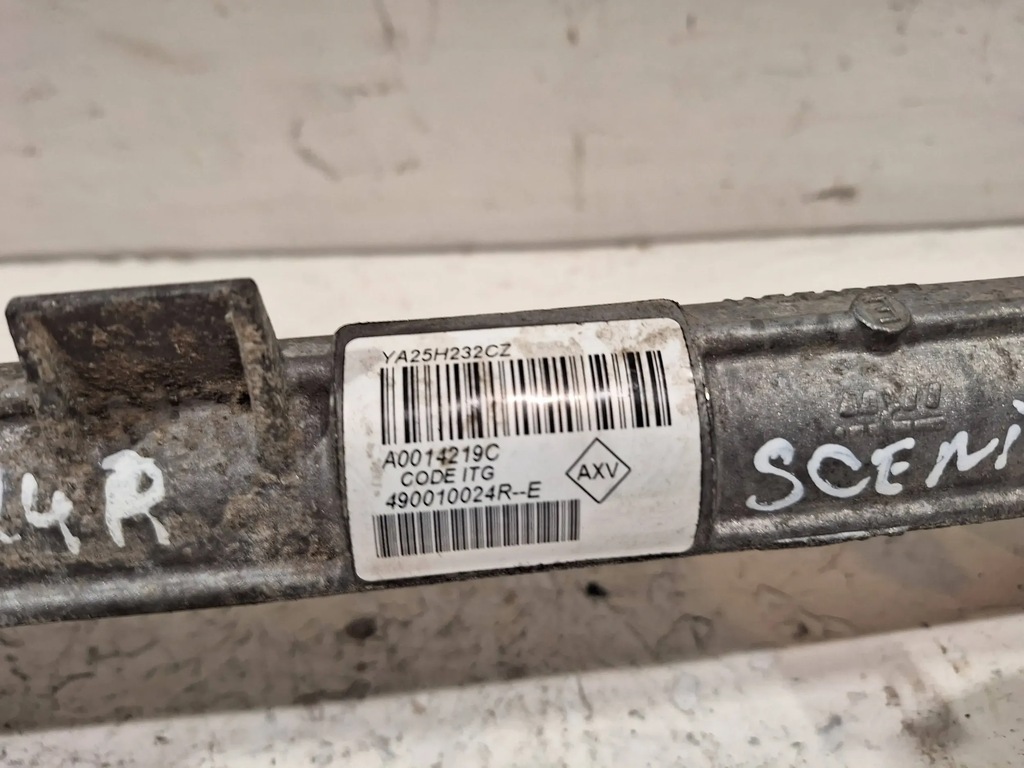 YA25H232CZ
A0014219C
CODE ITG
490010024R--E
AXV
4R
SCENI